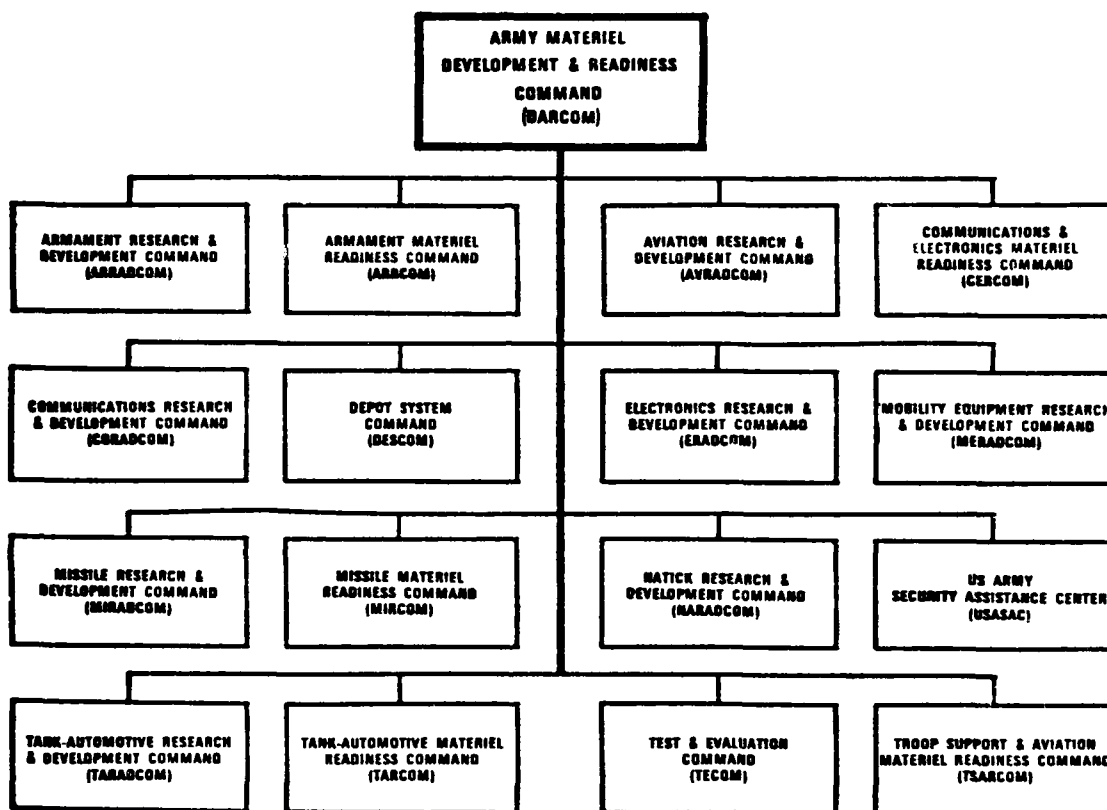 ARMY MATERIEL
DEVELOPMENT & READINESS
COMMAND
(DARCOM)
ARMAMENT RESEARCH &
DEVELOPMENT COMMAND
(ARRADCOM)
ARMAMENT MATERIEL
READINESS COMMAND
(ARRCOM)
AVIATION RESEARCH &
DEVELOPMENT COMMAND
(AVRADCOM)
COMMUNICATIONS &
ELECTRONICS MATERIEL
READINESS COMMAND
(CERCOM)
COMMUNICATIONS RESEARCH
& DEVELOPMENT COMMAND
(CORADCOM)
DEPOT SYSTEM
COMMAND
(DESCOM)
ELECTRONICS RESEARCH &
DEVELOPMENT COMMAND
(ERADCOM)
MOBILITY EQUIPMENT RESEARCH
& DEVELOPMENT COMMAND
(MERADCOM)
MISSILE RESEARCH &
DEVELOPMENT COMMAND
(MIRADCOM)
MISSILE MATERIEL
READINESS COMMAND
(MIRCOM)
NATICK RESEARCH &
DEVELOPMENT COMMAND
(NARADCOM)
US ARMY
SECURITY ASSISTANCE CENTER
(USASAC)
TANK-AUTOMOTIVE RESEARCH
& DEVELOPMENT COMMAND
(TARADCOM)
TANK-AUTOMOTIVE MATERIEL
READINESS COMMAND
(TARCOM)
TEST & EVALUATION
COMMAND
(TECOM)
TROOP SUPPORT & AVIATION
MATERIEL READINESS COMMAND
(TSARCOM)